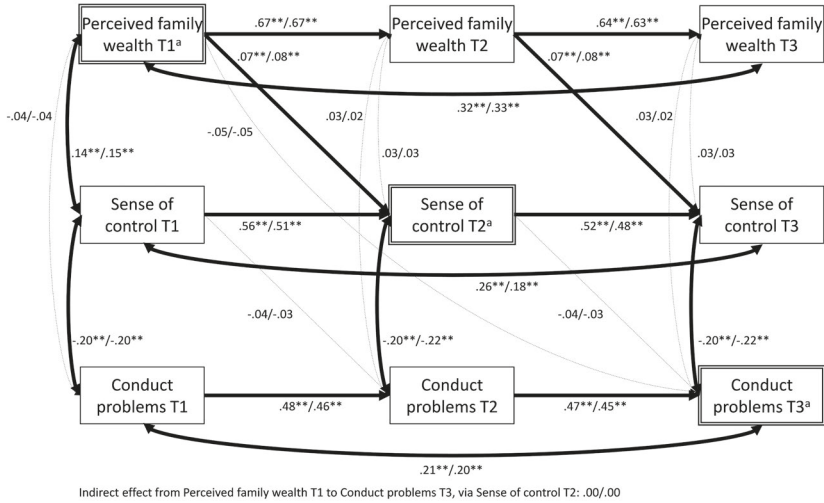 Perceived family
wealth T1ᵃ
.67**/.67**
Perceived family
wealth T2
.64**/.63**
Perceived family
wealth T3
.07**/.08**
.07**/.08**
.32**/.33**
-.04/-.04
-.05/-.05
.03/.02
.03/.02
.14**/.15**
.03/.03
.03/.03
Sense of
control T1
.56**/.51**
Sense of
control T2ᵃ
.52**/.48**
Sense of
control T3
.26**/.18**
-.04/-.03
-.04/-.03
-.20**/-.20**
-.20**/-.22**
-.20**/-.22**
Conduct
problems T1
.48**/.46**
Conduct
problems T2
.47**/.45**
Conduct
problems T3ᵃ
.21**/.20**
Indirect effect from Perceived family wealth T1 to Conduct problems T3, via Sense of control T2: .00/.00